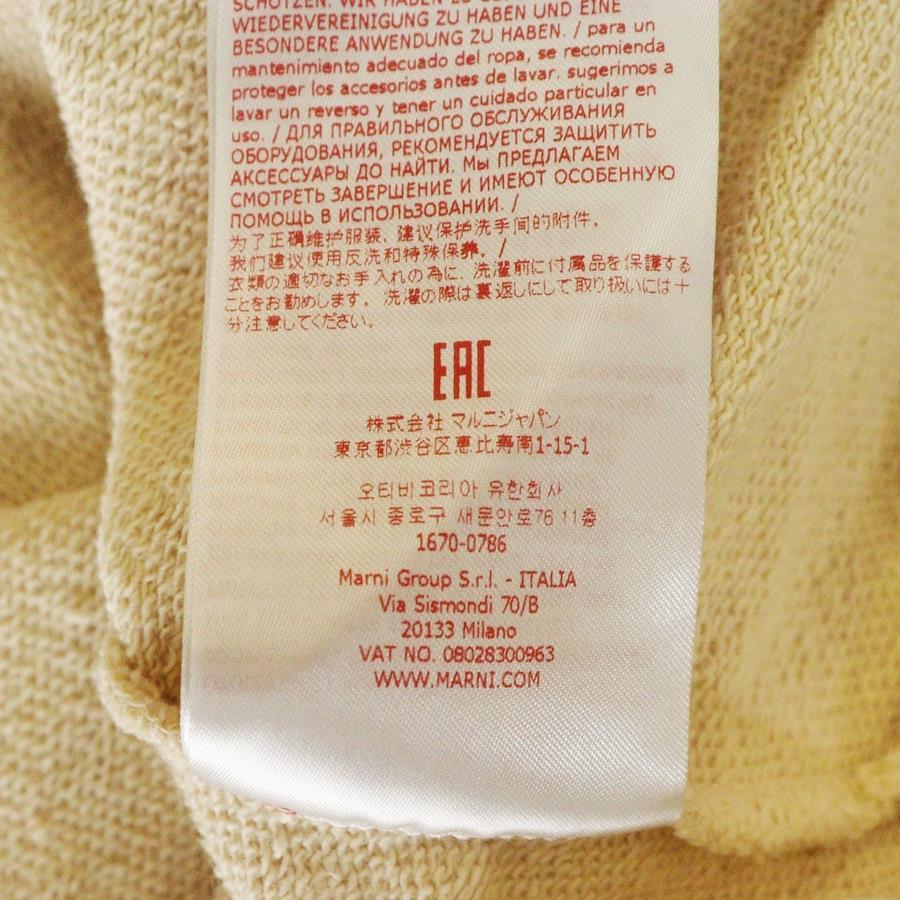 SCHÜTZEN. WIR HABEN ZU
WIEDERVEREINIGUNG ZU HABEN UND EINE
BESONDERE ANWENDUNG ZU HABEN. / para un
mantenimiento adecuado del ropa, se recomienda
proteger los accesorios antes de lavar. sugerimos a
lavar un reverso y tener un cuidado particular en
uso. / ДЛЯ ПРАВИЛЬНОГО ОБСЛУЖИВАНИЯ
ОБОРУДОВАНИЯ, РЕКОМЕНДУЕТСЯ ЗАЩИТИТЬ
АКСЕССУАРЫ ДО НАЙТИ. Мы ПРЕДЛАГАЕМ
СМОТРЕТЬ ЗАВЕРШЕНИЕ И ИМЕЮТ ОСОБЕННУЮ
ПОМОЩЬ В ИСПОЛЬЗОВАНИИ. /
为了正确维护服装, 建议保护洗手间的附件。
我们建议使用反洗和特殊保养。 /
衣類の適切なお手入れの為に、洗濯前に付属品を保護する
ことをお勧めします。 洗濯の際は裏返しにして取り扱いには十
分注意してください。
EAC
株式会社 マルニジャパン
東京都渋谷区恵比寿南1-15-1
오티비코리아 유한회사
서울시 종로구 새문안로76 11층
1670-0786
Marni Group S.r.l. - ITALIA
Via Sismondi 70/B
20133 Milano
VAT NO. 08028300963
WWW.MARNI.COM